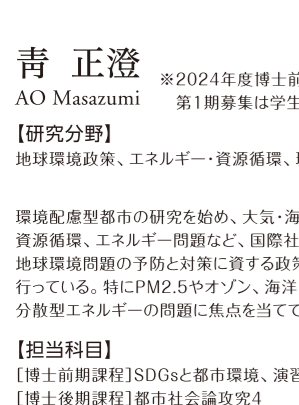 靑 正澄
※2024年度博士前
AO Masazumi
第1期募集は学生
【研究分野】
地球環境政策、エネルギー・資源循環、
環境配慮型都市の研究を始め、大気・海
資源循環、エネルギー問題など、国際社
地球環境問題の予防と対策に資する政策
行っている。特にPM2.5やオゾン、海洋
分散型エネルギーの問題に焦点を当てて
【担当科目】
[博士前期課程]SDGsと都市環境、演習
[博士後期課程]都市社会論攻究4